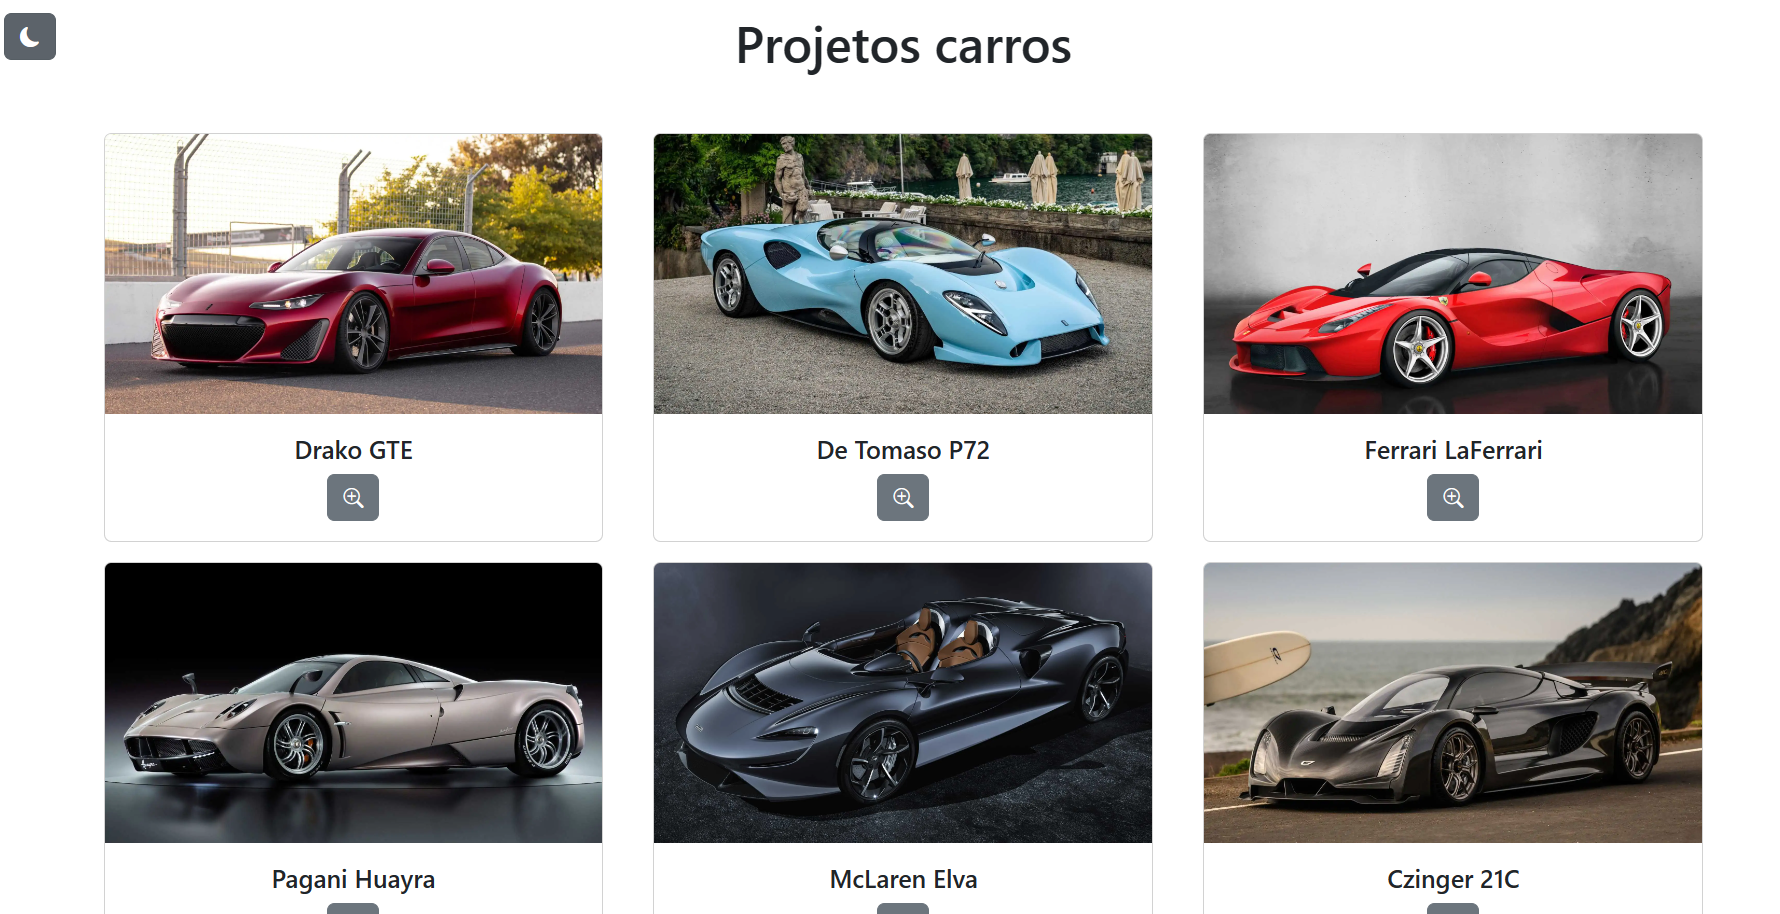 Projetos carros
Drako GTE
De Tomaso P72
Ferrari LaFerrari
Pagani Huayra
McLaren Elva
Czinger 21C